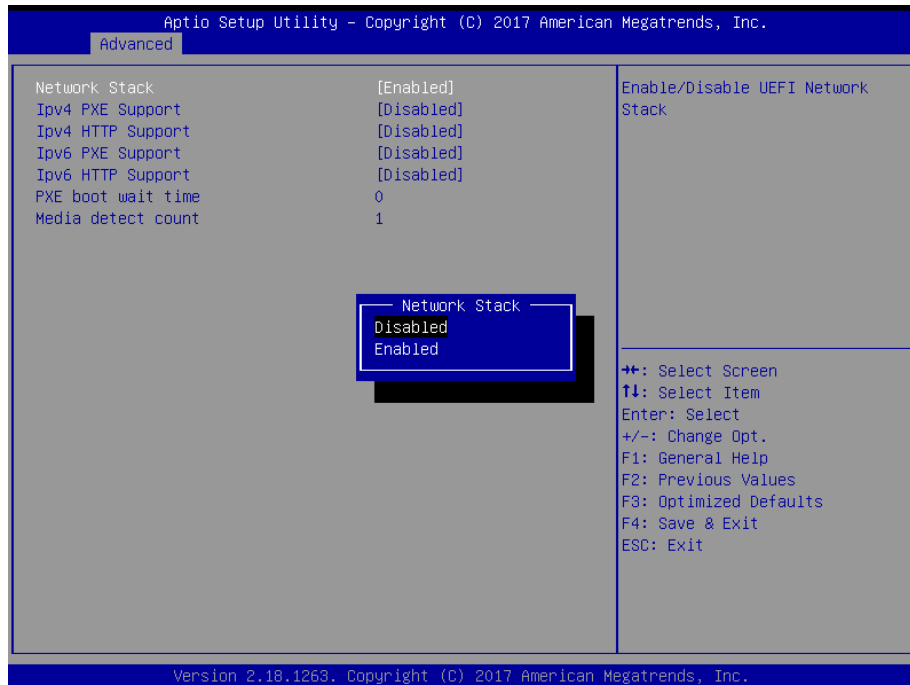 Aptio Setup Utility – Copyright (C) 2017 American Megatrends, Inc.
Advanced
Network Stack [Enabled]
Ipv4 PXE Support [Disabled]
Ipv4 HTTP Support [Disabled]
Ipv6 PXE Support [Disabled]
Ipv6 HTTP Support [Disabled]
PXE boot wait time 0
Media detect count 1
Enable/Disable UEFI Network
Stack
Network Stack
Disabled
Enabled
→←: Select Screen
↑↓: Select Item
Enter: Select
+/-: Change Opt.
F1: General Help
F2: Previous Values
F3: Optimized Defaults
F4: Save & Exit
ESC: Exit
Version 2.18.1263. Copyright (C) 2017 American Megatrends, Inc.